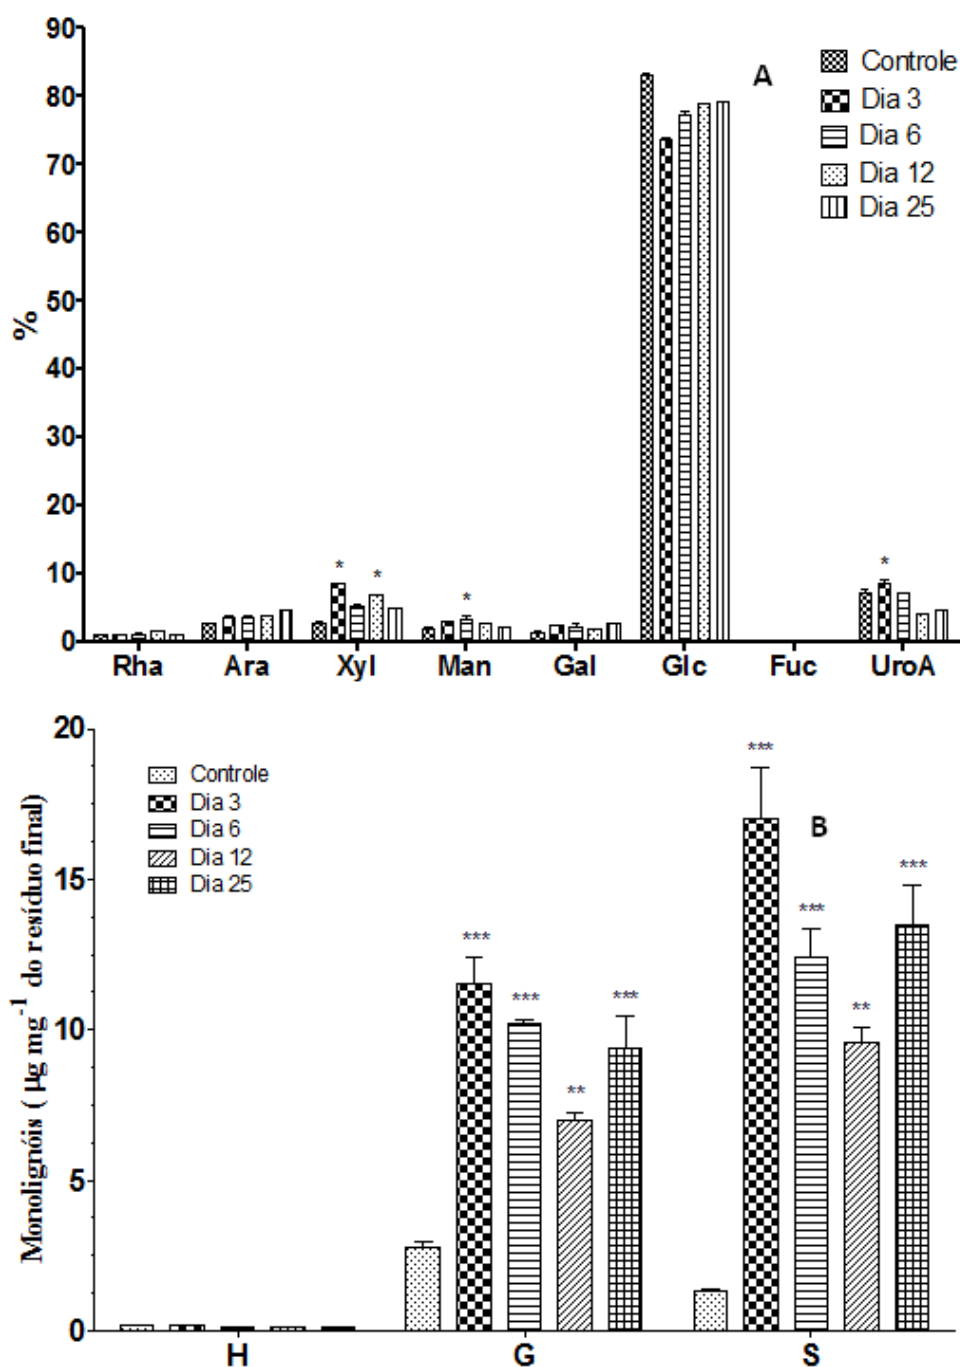 90
80
70
60
50
40
30
20
10
0
%
A
Controle
Dia 3
Dia 6
Dia 12
Dia 25
*
*
*
*
Rha Ara Xyl Man Gal Glc Fuc UroA
20
15
10
5
0
Monolignóis ( μg mg⁻¹ do resíduo final)
Controle
Dia 3
Dia 6
Dia 12
Dia 25
B
***
***
**
***
***
***
**
***
H G S